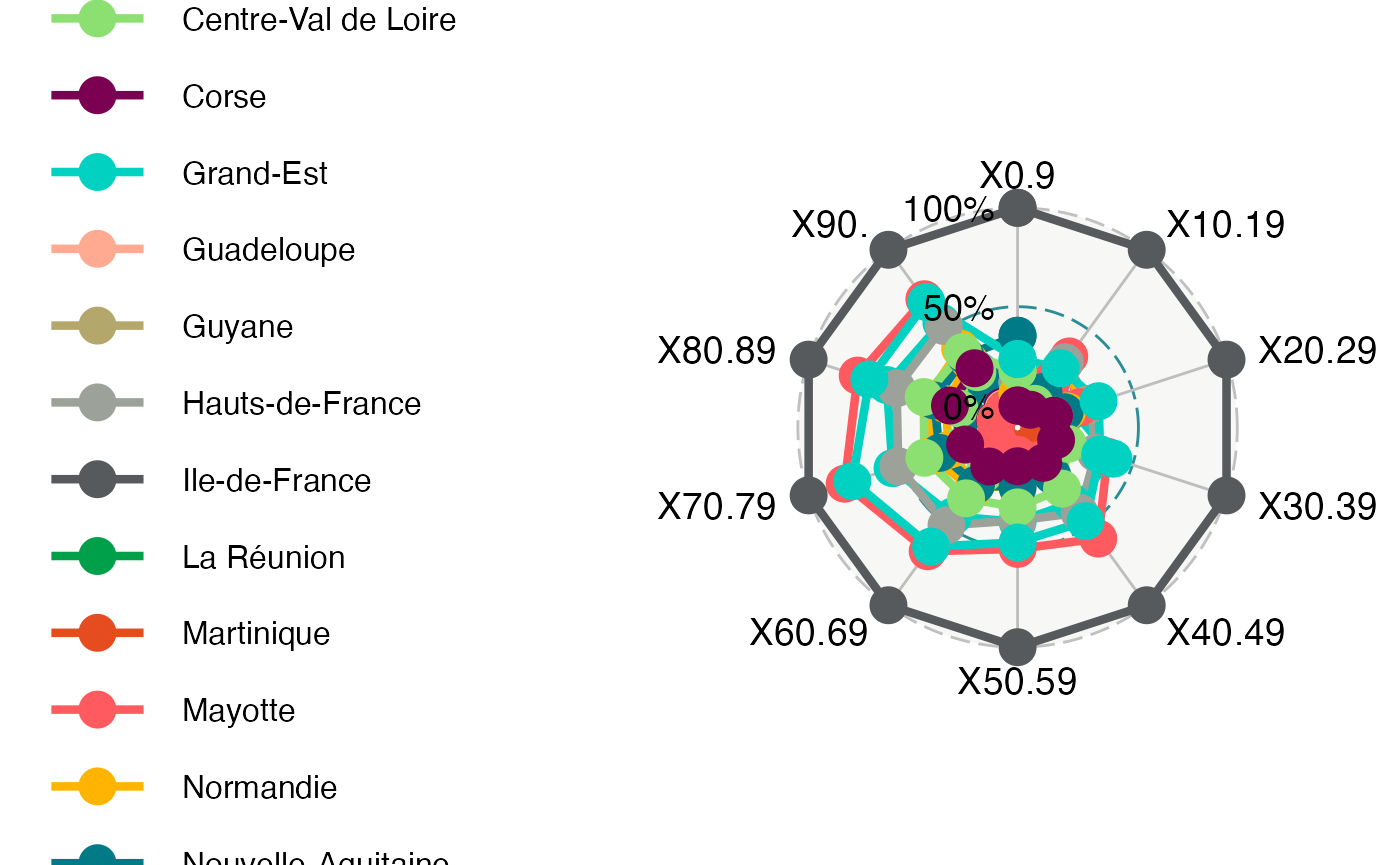 Centre-Val de Loire
Corse
Grand-Est
Guadeloupe
Guyane
Hauts-de-France
Ile-de-France
La Réunion
Martinique
Mayotte
Normandie
Nouvelle-Aquitaine
X0.9
100%
X90.
X10.19
50%
X80.89
X20.29
0%
X70.79
X30.39
X60.69
X40.49
X50.59